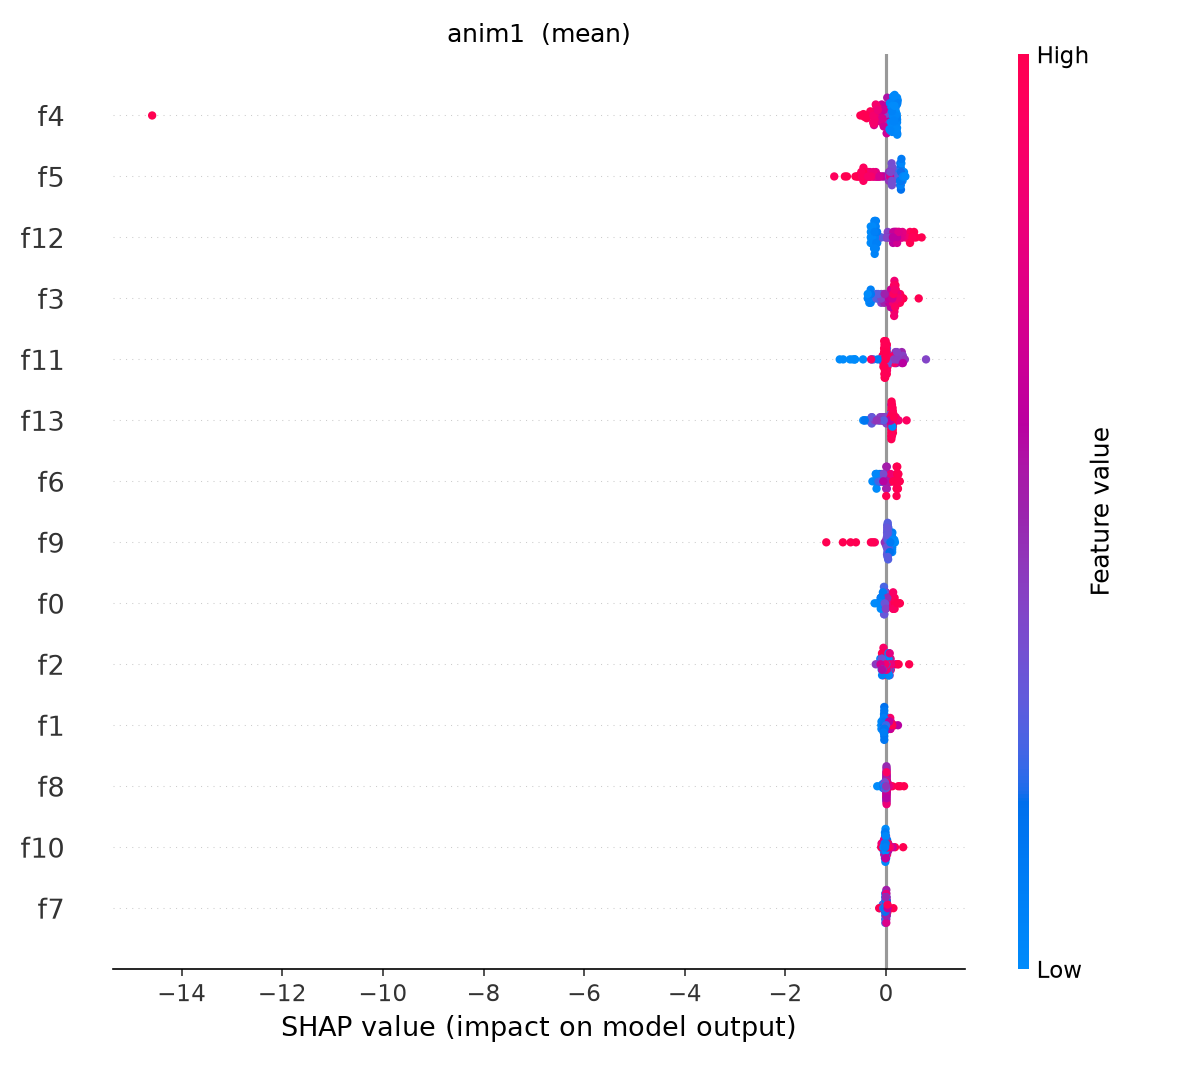 anim1  (mean)
High
f4
f5
f12
f3
f11
f13
f6
f9
f0
f2
f1
f8
f10
f7
Feature value
Low
−14 −12 −10 −8 −6 −4 −2 0
SHAP value (impact on model output)